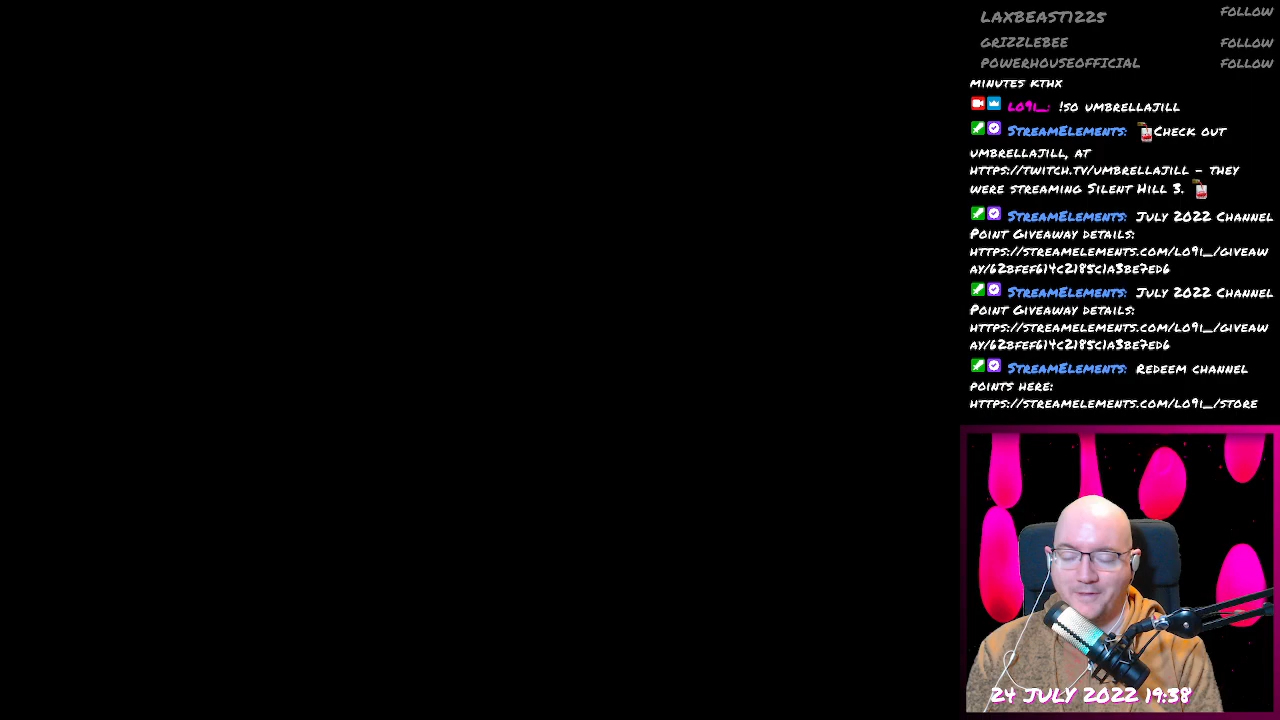 LAXBEAST1225 FOLLOW
GRIZZLEBEE FOLLOW
POWERHOUSEOFFICIAL FOLLOW
MINUTES KTHX
LO9I_: !SO UMBRELLAJILL
STREAMELEMENTS: CHECK OUT
UMBRELLAJILL, AT
HTTPS://TWITCH.TV/UMBRELLAJILL - THEY
WERE STREAMING SILENT HILL 3.
STREAMELEMENTS: JULY 2022 CHANNEL
POINT GIVEAWAY DETAILS:
HTTPS://STREAMELEMENTS.COM/LO9I_/GIVEAW
AY/62BFEF614C2185C1A3BE7ED6
STREAMELEMENTS: JULY 2022 CHANNEL
POINT GIVEAWAY DETAILS:
HTTPS://STREAMELEMENTS.COM/LO9I_/GIVEAW
AY/62BFEF614C2185C1A3BE7ED6
STREAMELEMENTS: REDEEM CHANNEL
POINTS HERE:
HTTPS://STREAMELEMENTS.COM/LO9I_/STORE
24 JULY 2022 19:38